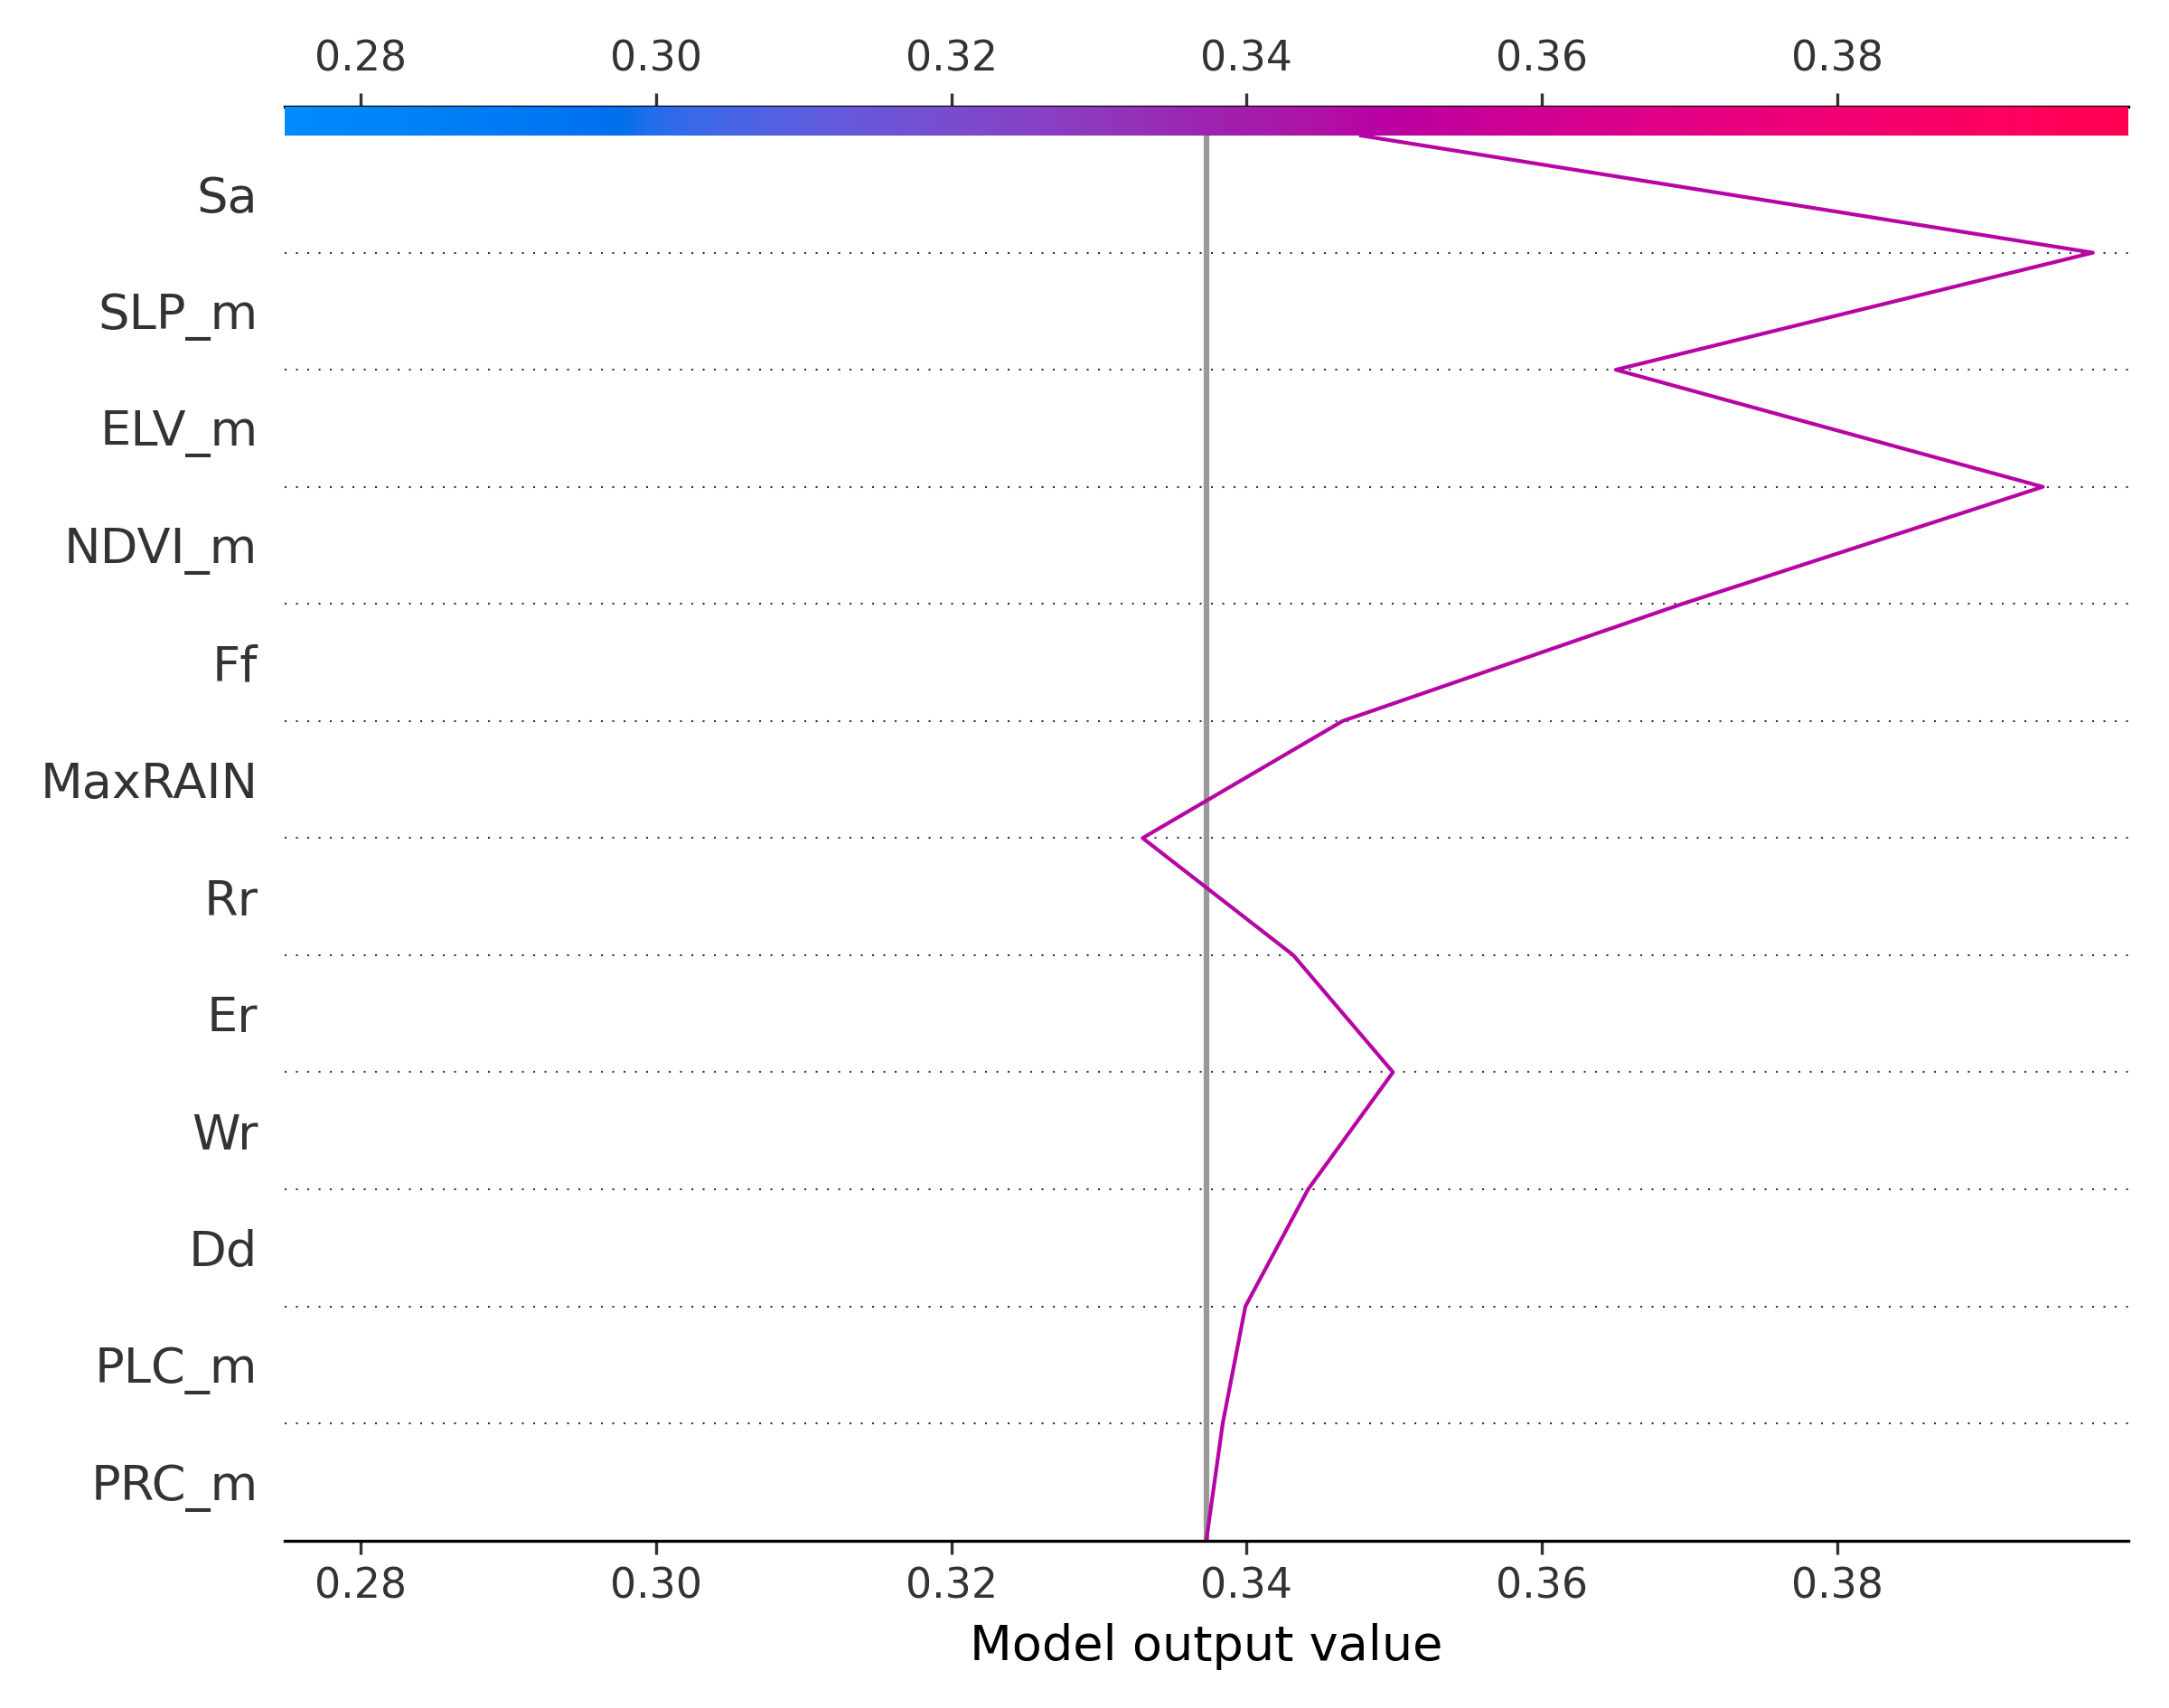 0.28 0.30 0.32 0.34 0.36 0.38
Sa
SLP_m
ELV_m
NDVI_m
Ff
MaxRAIN
Rr
Er
Wr
Dd
PLC_m
PRC_m
0.28 0.30 0.32 0.34 0.36 0.38
Model output value